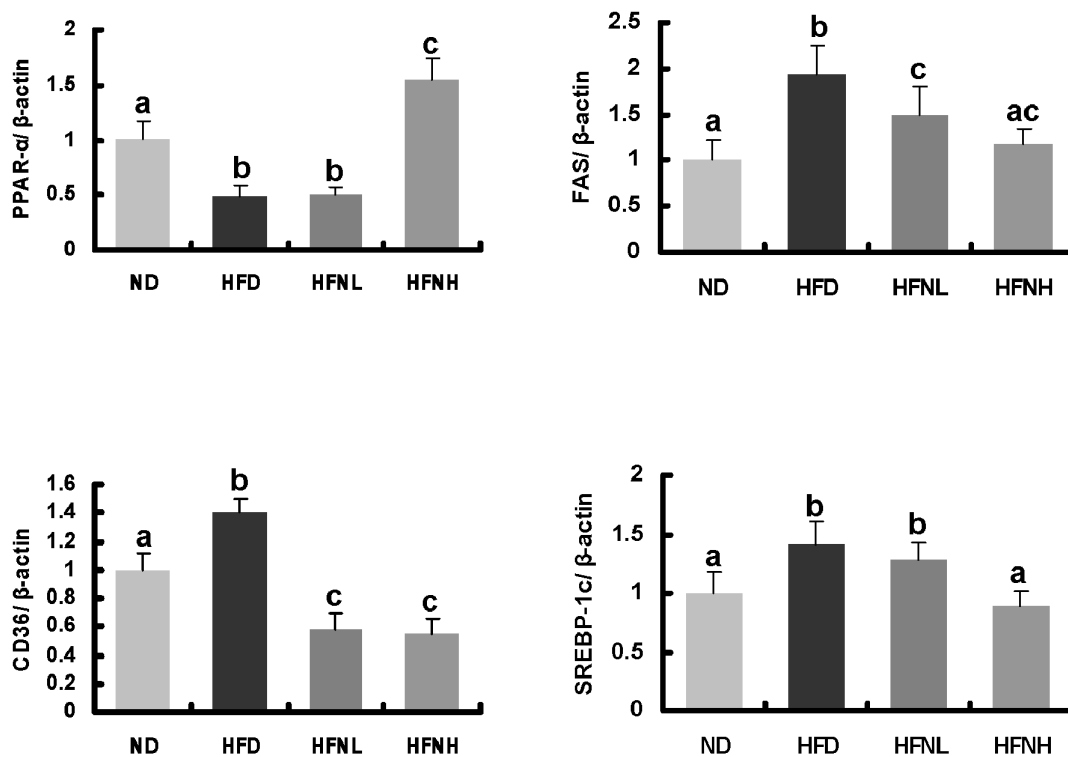 PPAR-α/ β-actin
2
1.5
1
0.5
0
a
b
b
c
ND HFD HFNL HFNH
FAS/ β-actin
2.5
2
1.5
1
0.5
0
a
b
c
ac
ND HFD HFNL HFNH
CD36/ β-actin
1.6
1.4
1.2
1
0.8
0.6
0.4
0.2
0
a
b
c
c
ND HFD HFNL HFNH
SREBP-1c/ β-actin
2
1.5
1
0.5
0
a
b
b
a
ND HFD HFNL HFNH